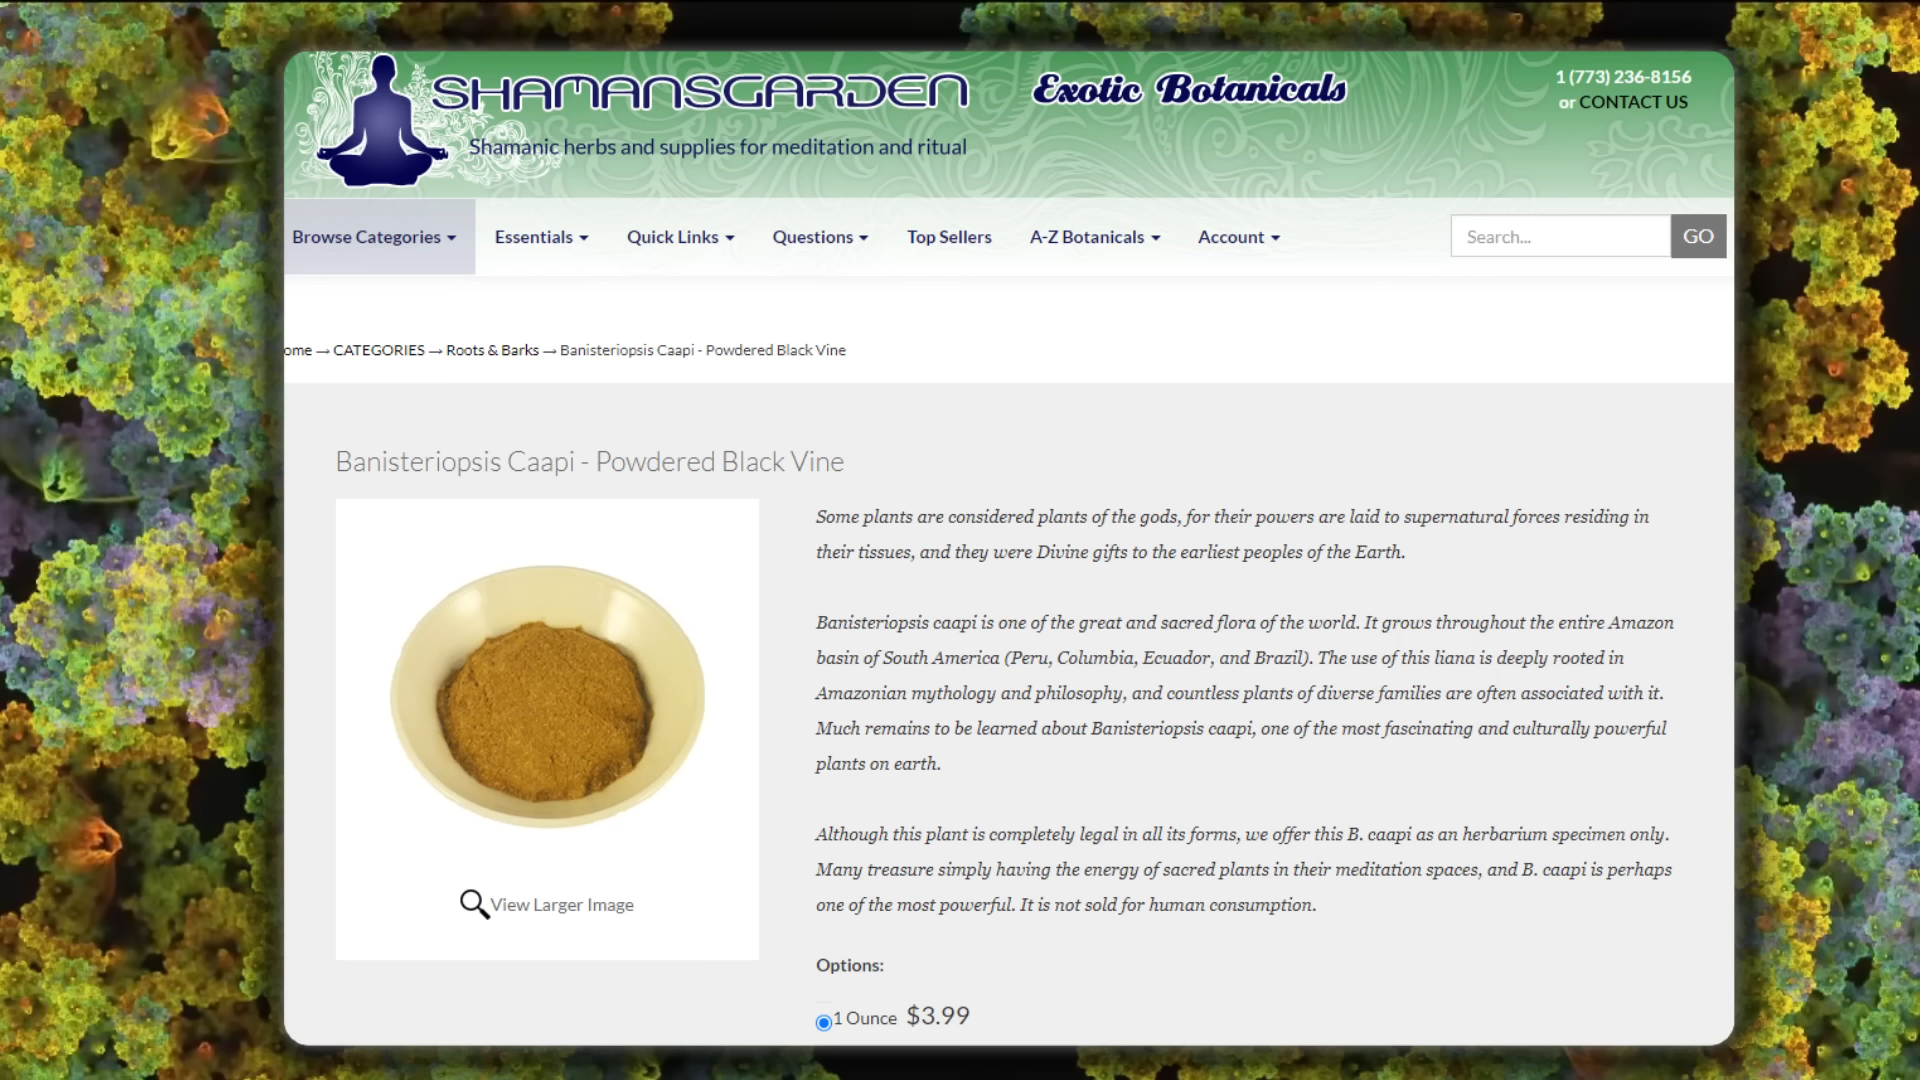 SHAMANSGARDEN
Exotic Botanicals
1 (773) 236-8156
or CONTACT US
Shamanic herbs and supplies for meditation and ritual
Browse Categories
Essentials
Quick Links
Questions
Top Sellers
A-Z Botanicals
Account
Search...
GO
ome → CATEGORIES → Roots & Barks → Banisteriopsis Caapi - Powdered Black Vine
Banisteriopsis Caapi - Powdered Black Vine
Some plants are considered plants of the gods, for their powers are laid to supernatural forces residing in
their tissues, and they were Divine gifts to the earliest peoples of the Earth.
Banisteriopsis caapi is one of the great and sacred flora of the world. It grows throughout the entire Amazon
basin of South America (Peru, Columbia, Ecuador, and Brazil). The use of this liana is deeply rooted in
Amazonian mythology and philosophy, and countless plants of diverse families are often associated with it.
Much remains to be learned about Banisteriopsis caapi, one of the most fascinating and culturally powerful
plants on earth.
Although this plant is completely legal in all its forms, we offer this B. caapi as an herbarium specimen only.
Many treasure simply having the energy of sacred plants in their meditation spaces, and B. caapi is perhaps
one of the most powerful. It is not sold for human consumption.
View Larger Image
Options:
1 Ounce $3.99